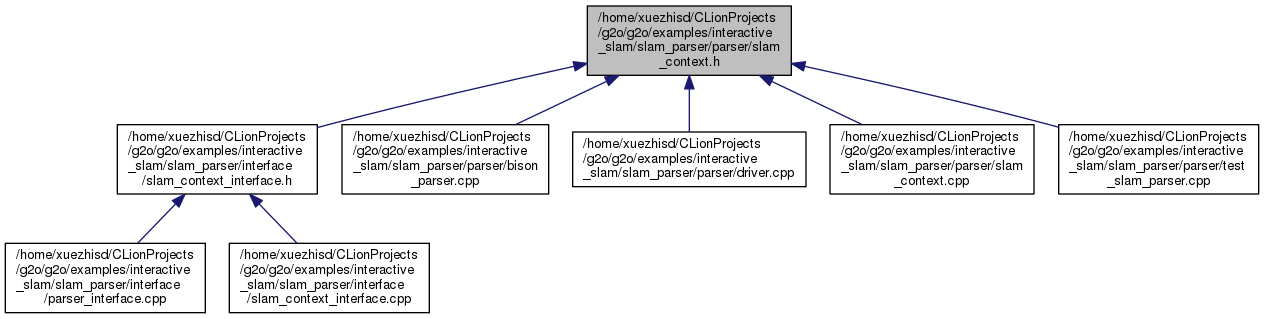 /home/xuezhisd/CLionProjects
/g2o/g2o/examples/interactive
_slam/slam_parser/parser/slam
_context.h
/home/xuezhisd/CLionProjects
/g2o/g2o/examples/interactive
_slam/slam_parser/interface
/slam_context_interface.h
/home/xuezhisd/CLionProjects
/g2o/g2o/examples/interactive
_slam/slam_parser/parser/bison
_parser.cpp
/home/xuezhisd/CLionProjects
/g2o/g2o/examples/interactive
_slam/slam_parser/parser/driver.cpp
/home/xuezhisd/CLionProjects
/g2o/g2o/examples/interactive
_slam/slam_parser/parser/slam
_context.cpp
/home/xuezhisd/CLionProjects
/g2o/g2o/examples/interactive
_slam/slam_parser/parser/test
_slam_parser.cpp
/home/xuezhisd/CLionProjects
/g2o/g2o/examples/interactive
_slam/slam_parser/interface
/parser_interface.cpp
/home/xuezhisd/CLionProjects
/g2o/g2o/examples/interactive
_slam/slam_parser/interface
/slam_context_interface.cpp